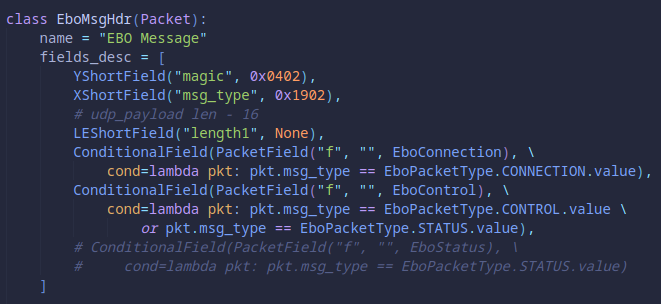 class EboMsgHdr(Packet):
    name = "EBO Message"
    fields_desc = [
        YShortField("magic", 0x0402),
        XShortField("msg_type", 0x1902),
        # udp_payload len - 16
        LEShortField("length1", None),
        ConditionalField(PacketField("f", "", EboConnection), \
            cond=lambda pkt: pkt.msg_type == EboPacketType.CONNECTION.value),
        ConditionalField(PacketField("f", "", EboControl), \
            cond=lambda pkt: pkt.msg_type == EboPacketType.CONTROL.value \
                or pkt.msg_type == EboPacketType.STATUS.value),
        # ConditionalField(PacketField("f", "", EboStatus), \
        #     cond=lambda pkt: pkt.msg_type == EboPacketType.STATUS.value)
    ]